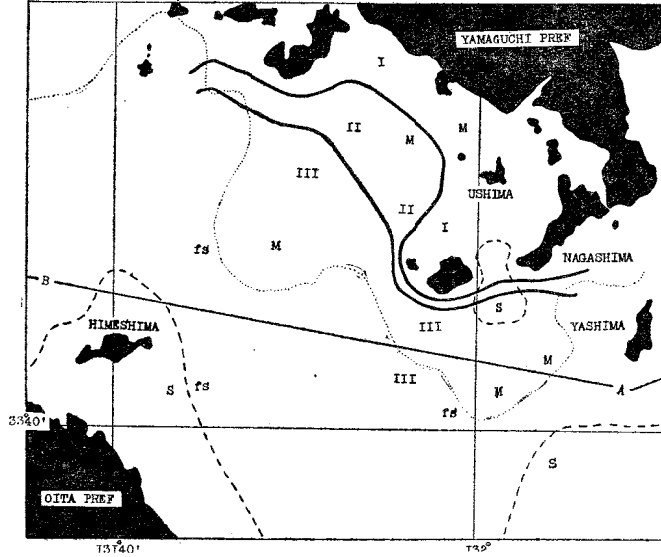 YAMAGUCHI PREF
I
II
M
M
III
USHIMA
II
I
fs
M
NAGASHIMA
B
S
HIMESHIMA
III
YASHIMA
M
S
fs
III
M
A
fs
33°40'
S
OITA PREF
131°40'
132°